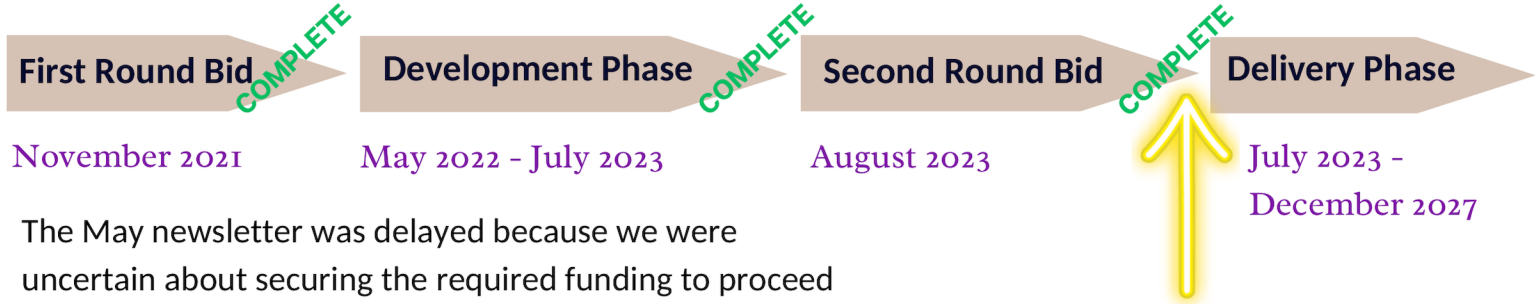 First Round Bid COMPLETE Development Phase COMPLETE Second Round Bid COMPLETE Delivery Phase
November 2021 May 2022 - July 2023 August 2023 July 2023 -
December 2027
The May newsletter was delayed because we were
uncertain about securing the required funding to proceed